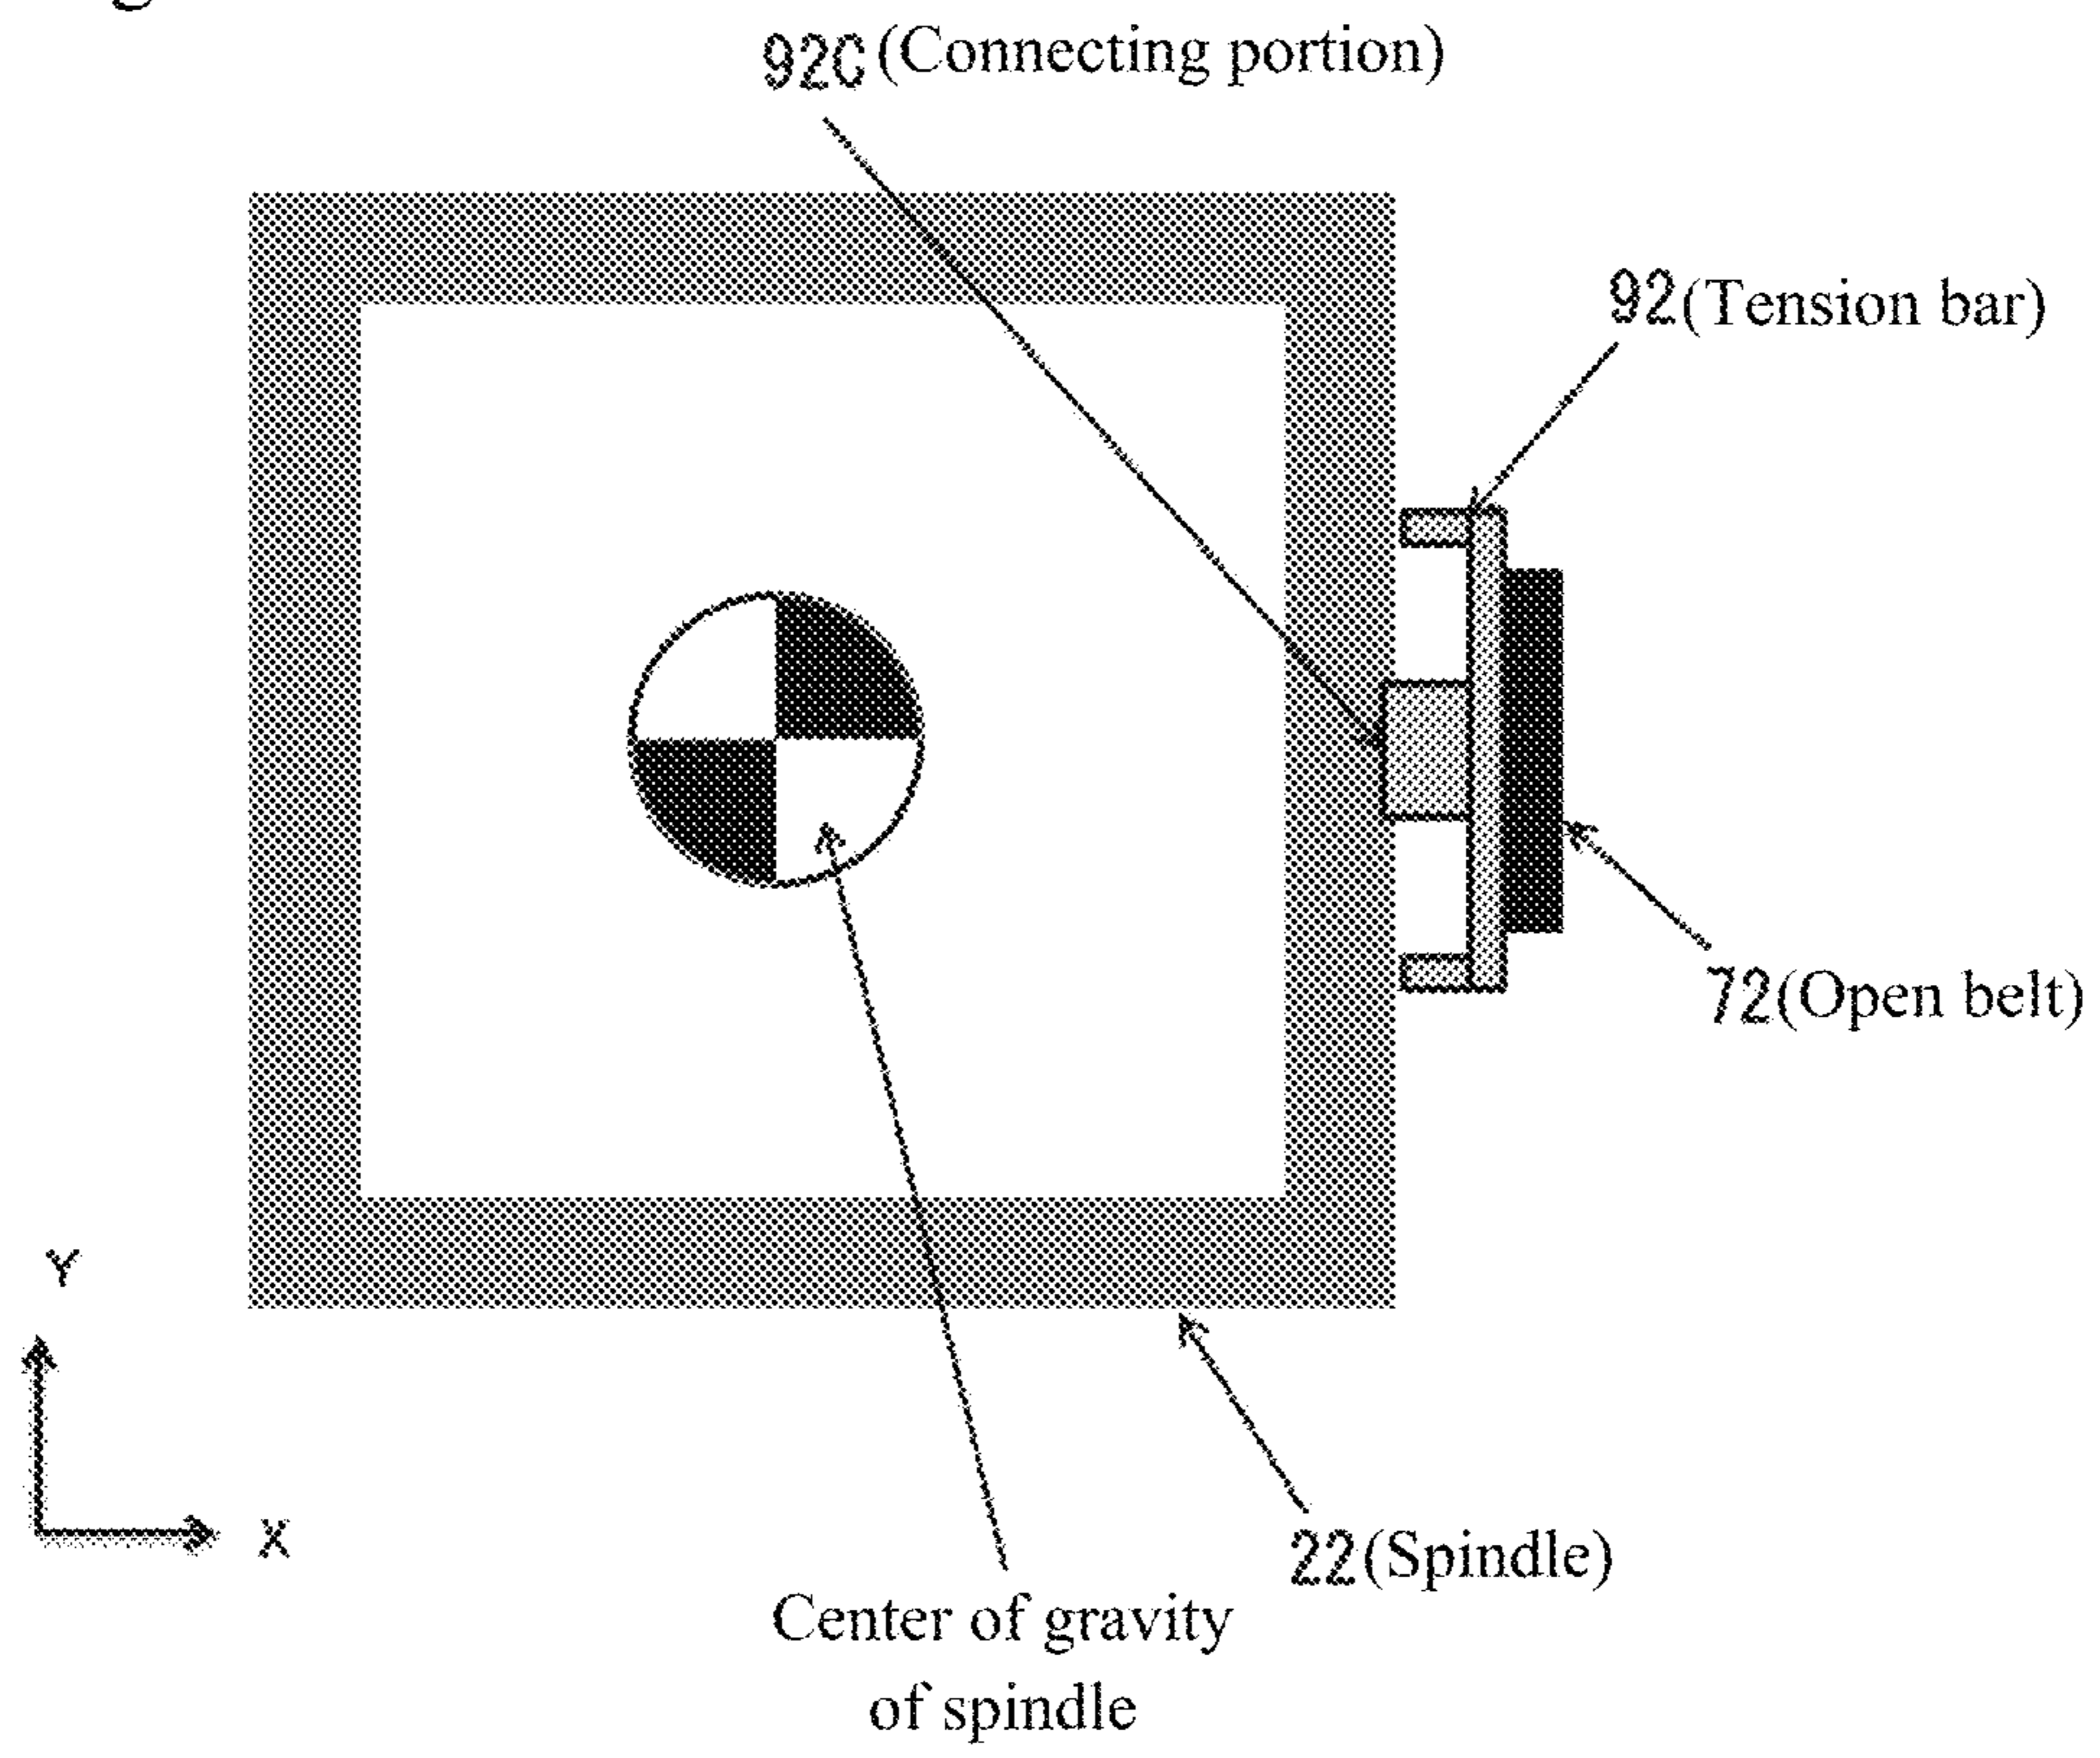 92C (Connecting portion)
92(Tension bar)
72(Open belt)
Y
X
22(Spindle)
Center of gravity
of spindle